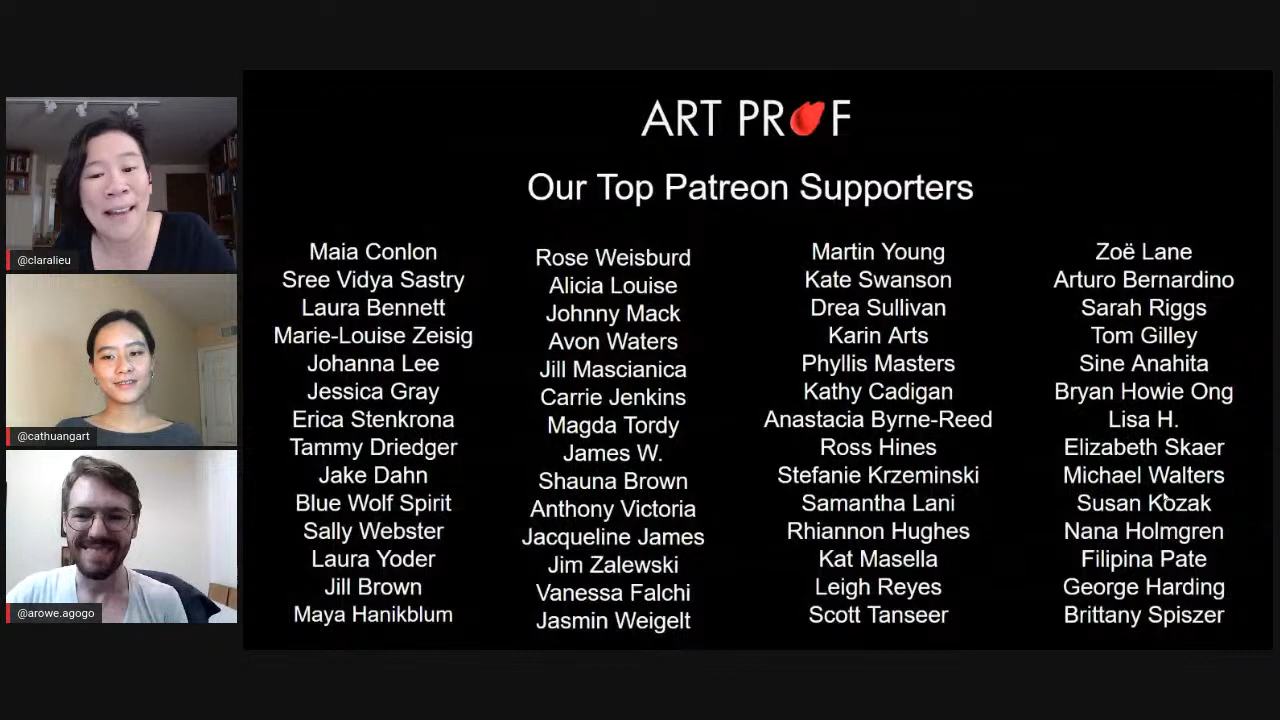 ART PROOF
Our Top Patreon Supporters
Maia Conlon
Sree Vidya Sastry
Laura Bennett
Marie-Louise Zeisig
Johanna Lee
Jessica Gray
Erica Stenkrona
Tammy Driedger
Jake Dahn
Blue Wolf Spirit
Sally Webster
Laura Yoder
Jill Brown
Maya Hanikblum
Rose Weisburd
Alicia Louise
Johnny Mack
Avon Waters
Jill Mascianica
Carrie Jenkins
Magda Tordy
James W.
Shauna Brown
Anthony Victoria
Jacqueline James
Jim Zalewski
Vanessa Falchi
Jasmin Weigelt
Martin Young
Kate Swanson
Drea Sullivan
Karin Arts
Phyllis Masters
Kathy Cadigan
Anastacia Byrne-Reed
Ross Hines
Stefanie Krzeminski
Samantha Lani
Rhiannon Hughes
Kat Masella
Leigh Reyes
Scott Tanseer
Zoë Lane
Arturo Bernardino
Sarah Riggs
Tom Gilley
Sine Anahita
Bryan Howie Ong
Lisa H.
Elizabeth Skaer
Michael Walters
Susan Kozak
Nana Holmgren
Filipina Pate
George Harding
Brittany Spiszer
@claralieu
@cathuangart
@arowe.agogo